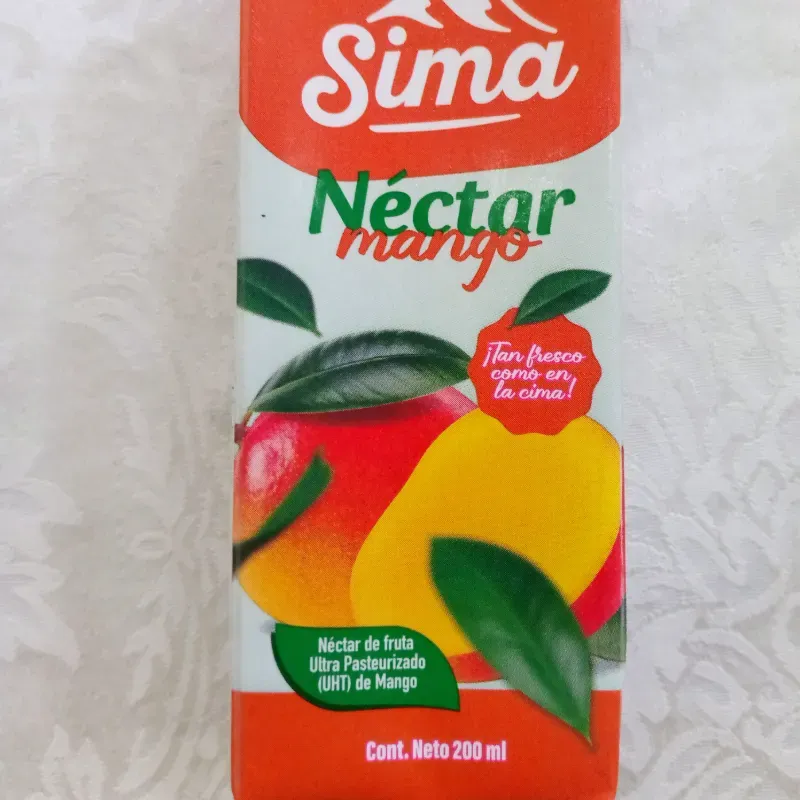 Sima
Néctar
mango
¡Tan fresco
como en
la cima!
Néctar de fruta
Ultra Pasteurizado
(UHT) de Mango
Cont. Neto 200 ml